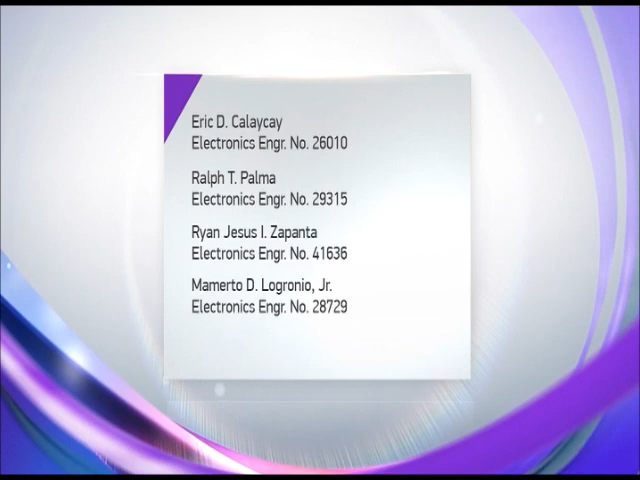 Eric D. Calaycay
Electronics Engr. No. 26010
Ralph T. Palma
Electronics Engr. No. 29315
Ryan Jesus I. Zapanta
Electronics Engr. No. 41636
Mamerto D. Logronio, Jr.
Electronics Engr. No. 28729